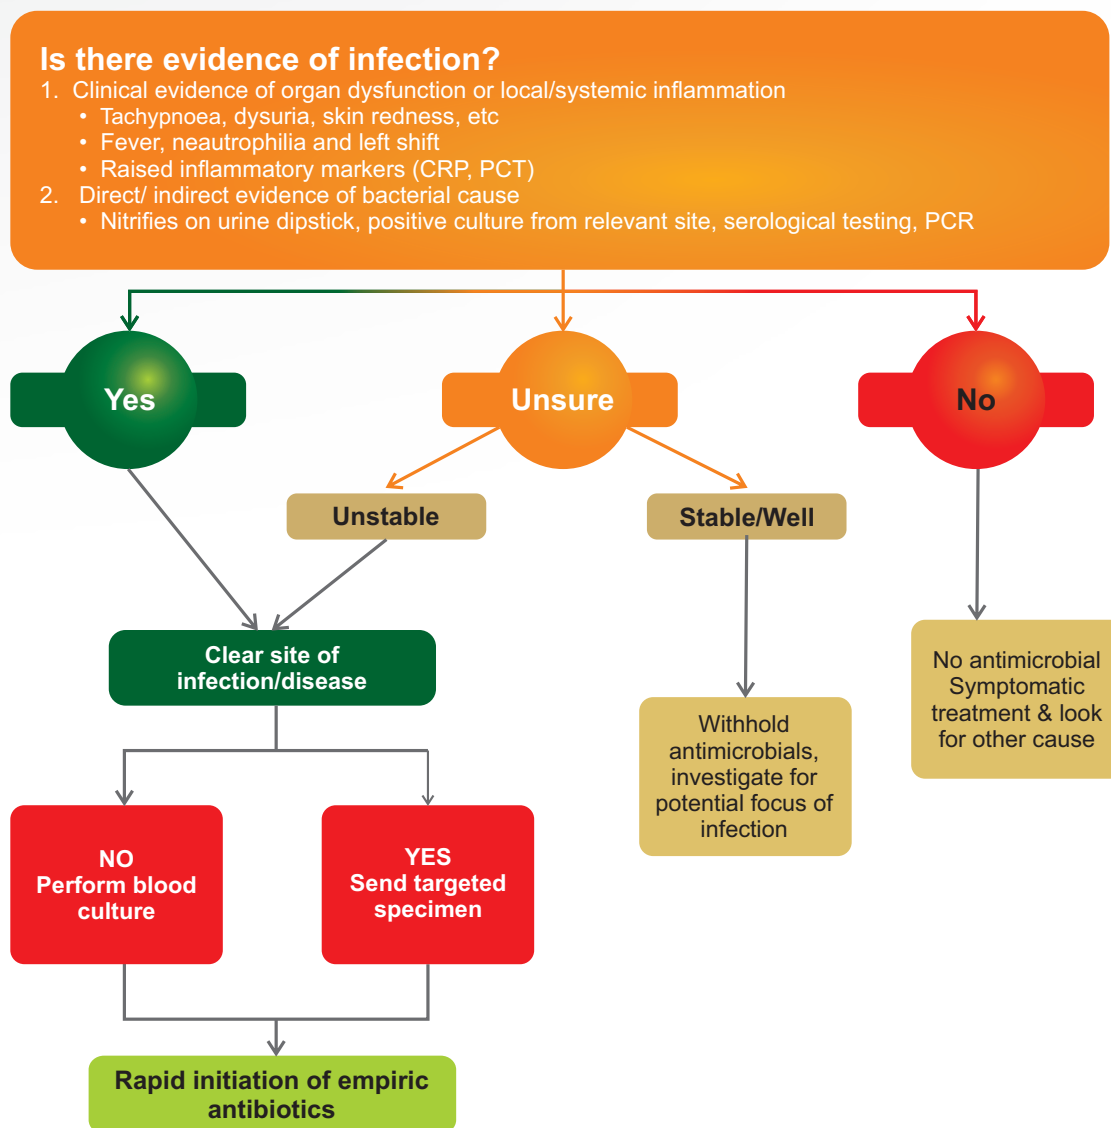 Is there evidence of infection?
1. Clinical evidence of organ dysfunction or local/systemic inflammation
• Tachypnoea, dysuria, skin redness, etc
• Fever, neautrophilia and left shift
• Raised inflammatory markers (CRP, PCT)
2. Direct/ indirect evidence of bacterial cause
• Nitrifies on urine dipstick, positive culture from relevant site, serological testing, PCR
Yes
Unsure
No
Unstable
Stable/Well
Clear site of
infection/disease
No antimicrobial
Symptomatic
treatment & look
for other cause
Withhold
antimicrobials,
investigate for
potential focus of
infection
NO
Perform blood
culture
YES
Send targeted
specimen
Rapid initiation of empiric
antibiotics